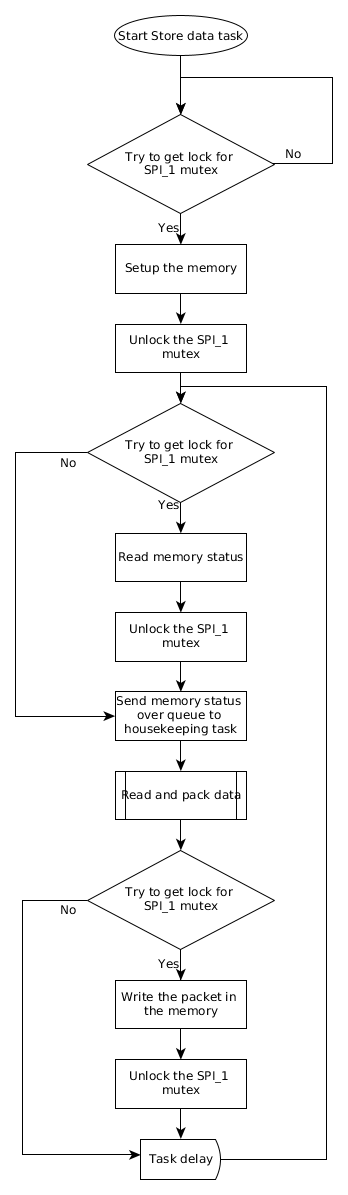 Start Store data task
Try to get lock for
SPI_1 mutex
No
Yes
Setup the memory
Unlock the SPI_1
mutex
Try to get lock for
SPI_1 mutex
No
Yes
Read memory status
Unlock the SPI_1
mutex
Send memory status
over queue to
housekeeping task
Read and pack data
Try to get lock for
SPI_1 mutex
No
Yes
Write the packet in
the memory
Unlock the SPI_1
mutex
Task delay